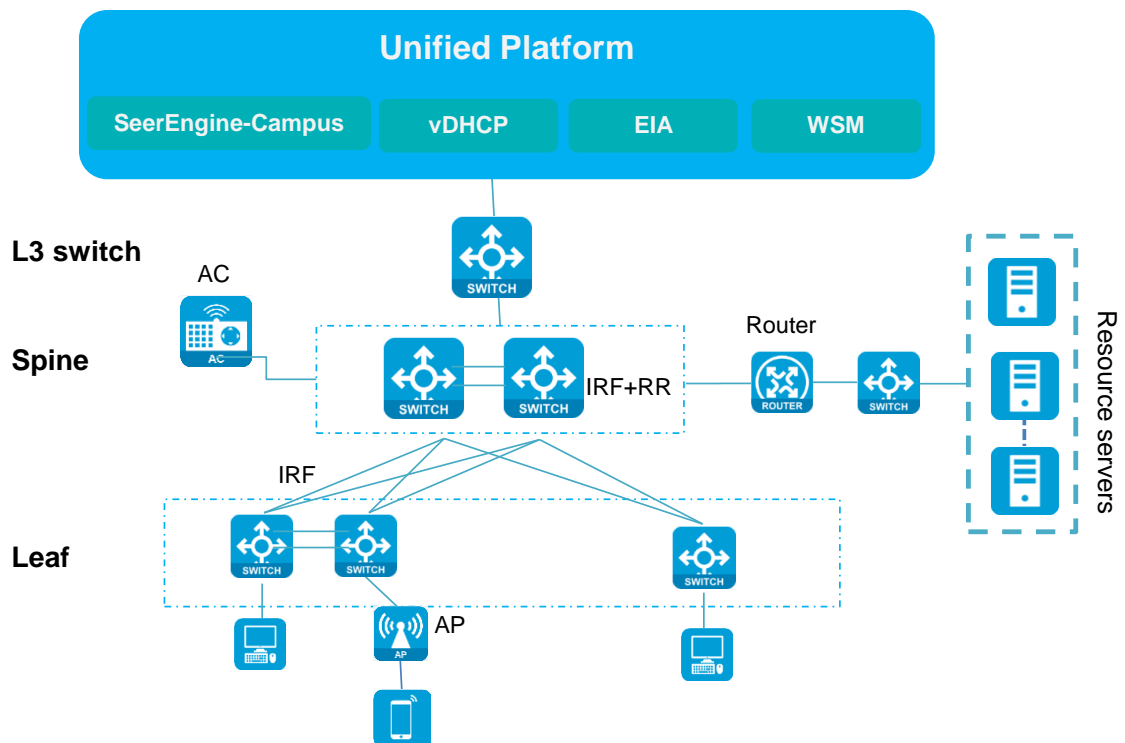 Unified Platform
SeerEngine-Campus
vDHCP
EIA
WSM
L3 switch
SWITCH
AC
AC
Spine
SWITCH
SWITCH
IRF+RR
Router
ROUTER
SWITCH
Resource servers
IRF
Leaf
SWITCH
SWITCH
SWITCH
AP
AP